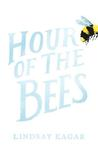 HOUR
OF THE
BEES
LINDSAY EAGAR